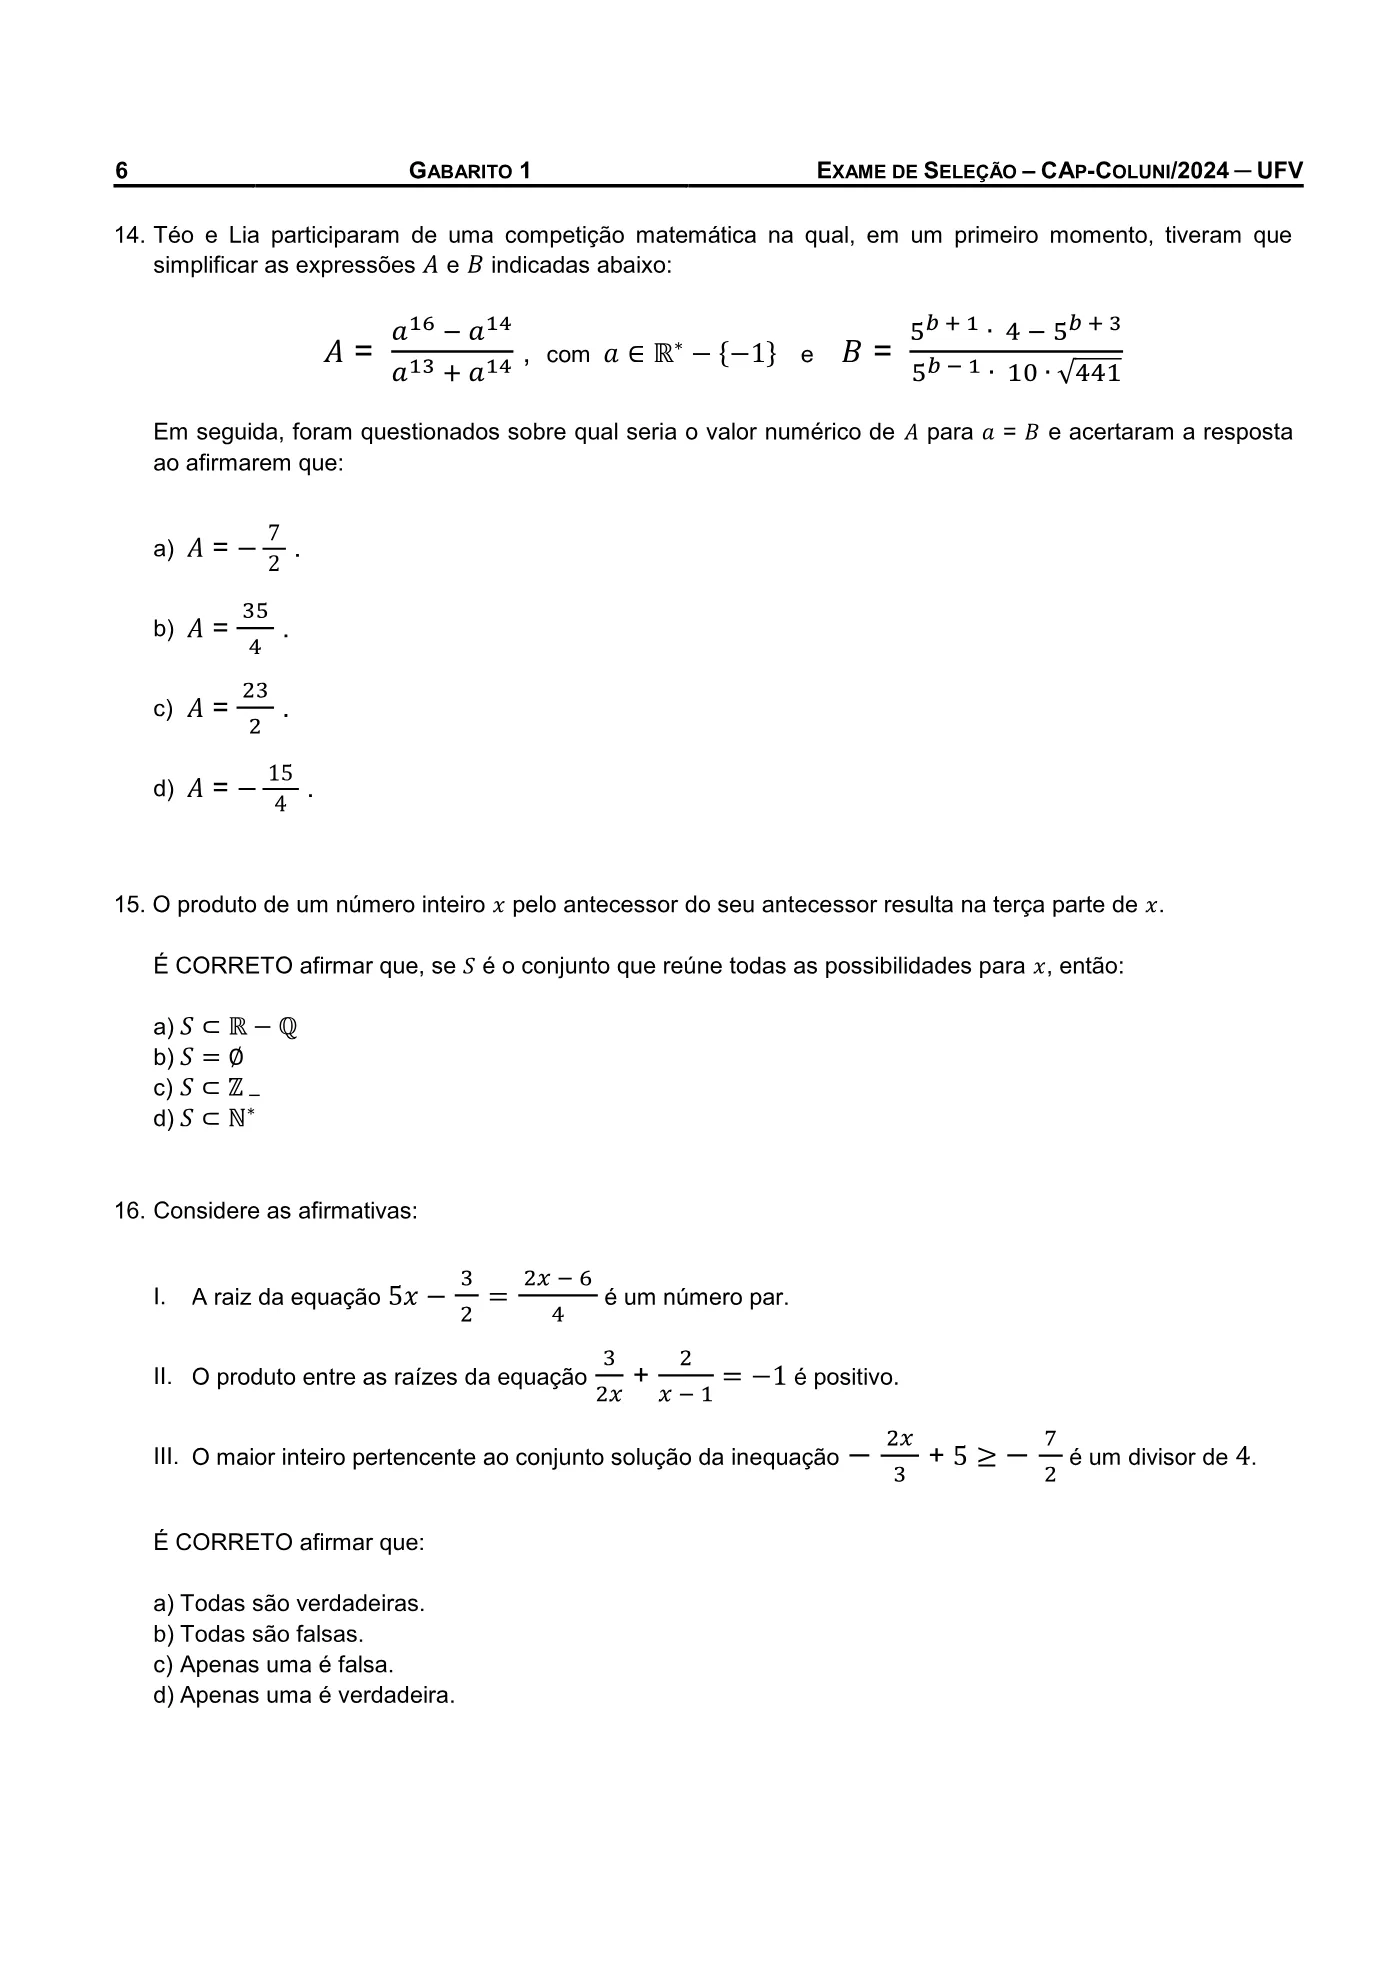 6 GABARITO 1 EXAME DE SELEÇÃO – CAP-COLUNI/2024 — UFV
14. Téo e Lia participaram de uma competição matemática na qual, em um primeiro momento, tiveram que
simplificar as expressões A e B indicadas abaixo:
A = (a¹⁶ − a¹⁴)/(a¹³ + a¹⁴) , com a ∈ ℝ* − {−1} e B = (5^(b + 1) · 4 − 5^(b + 3))/(5^(b − 1) · 10 · √441)
Em seguida, foram questionados sobre qual seria o valor numérico de A para a = B e acertaram a resposta
ao afirmarem que:
a) A = − 7/2 .
b) A = 35/4 .
c) A = 23/2 .
d) A = − 15/4 .
15. O produto de um número inteiro x pelo antecessor do seu antecessor resulta na terça parte de x.
É CORRETO afirmar que, se S é o conjunto que reúne todas as possibilidades para x, então:
a) S ⊂ ℝ − ℚ
b) S = ∅
c) S ⊂ ℤ₋
d) S ⊂ ℕ*
16. Considere as afirmativas:
I. A raiz da equação 5x − 3/2 = (2x − 6)/4 é um número par.
II. O produto entre as raízes da equação 3/(2x) + 2/(x − 1) = −1 é positivo.
III. O maior inteiro pertencente ao conjunto solução da inequação − 2x/3 + 5 ≥ − 7/2 é um divisor de 4.
É CORRETO afirmar que:
a) Todas são verdadeiras.
b) Todas são falsas.
c) Apenas uma é falsa.
d) Apenas uma é verdadeira.